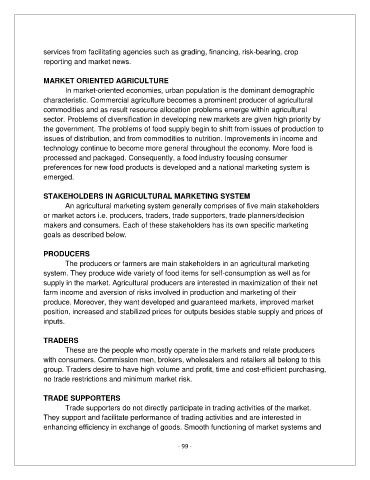 services from facilitating agencies such as grading, financing, risk-bearing, crop
reporting and market news.
MARKET ORIENTED AGRICULTURE
In market-oriented economies, urban population is the dominant demographic
characteristic. Commercial agriculture becomes a prominent producer of agricultural
commodities and as result resource allocation problems emerge within agricultural
sector. Problems of diversification in developing new markets are given high priority by
the government. The problems of food supply begin to shift from issues of production to
issues of distribution, and from commodities to nutrition. Improvements in income and
technology continue to become more general throughout the economy. More food is
processed and packaged. Consequently, a food industry focusing consumer
preferences for new food products is developed and a national marketing system is
emerged.
STAKEHOLDERS IN AGRICULTURAL MARKETING SYSTEM
An agricultural marketing system generally comprises of five main stakeholders
or market actors i.e. producers, traders, trade supporters, trade planners/decision
makers and consumers. Each of these stakeholders has its own specific marketing
goals as described below.
PRODUCERS
The producers or farmers are main stakeholders in an agricultural marketing
system. They produce wide variety of food items for self-consumption as well as for
supply in the market. Agricultural producers are interested in maximization of their net
farm income and aversion of risks involved in production and marketing of their
produce. Moreover, they want developed and guaranteed markets, improved market
position, increased and stabilized prices for outputs besides stable supply and prices of
inputs.
TRADERS
These are the people who mostly operate in the markets and relate producers
with consumers. Commission men, brokers, wholesalers and retailers all belong to this
group. Traders desire to have high volume and profit, time and cost-efficient purchasing,
no trade restrictions and minimum market risk.
TRADE SUPPORTERS
Trade supporters do not directly participate in trading activities of the market.
They support and facilitate performance of trading activities and are interested in
enhancing efficiency in exchange of goods. Smooth functioning of market systems and
- 99 -